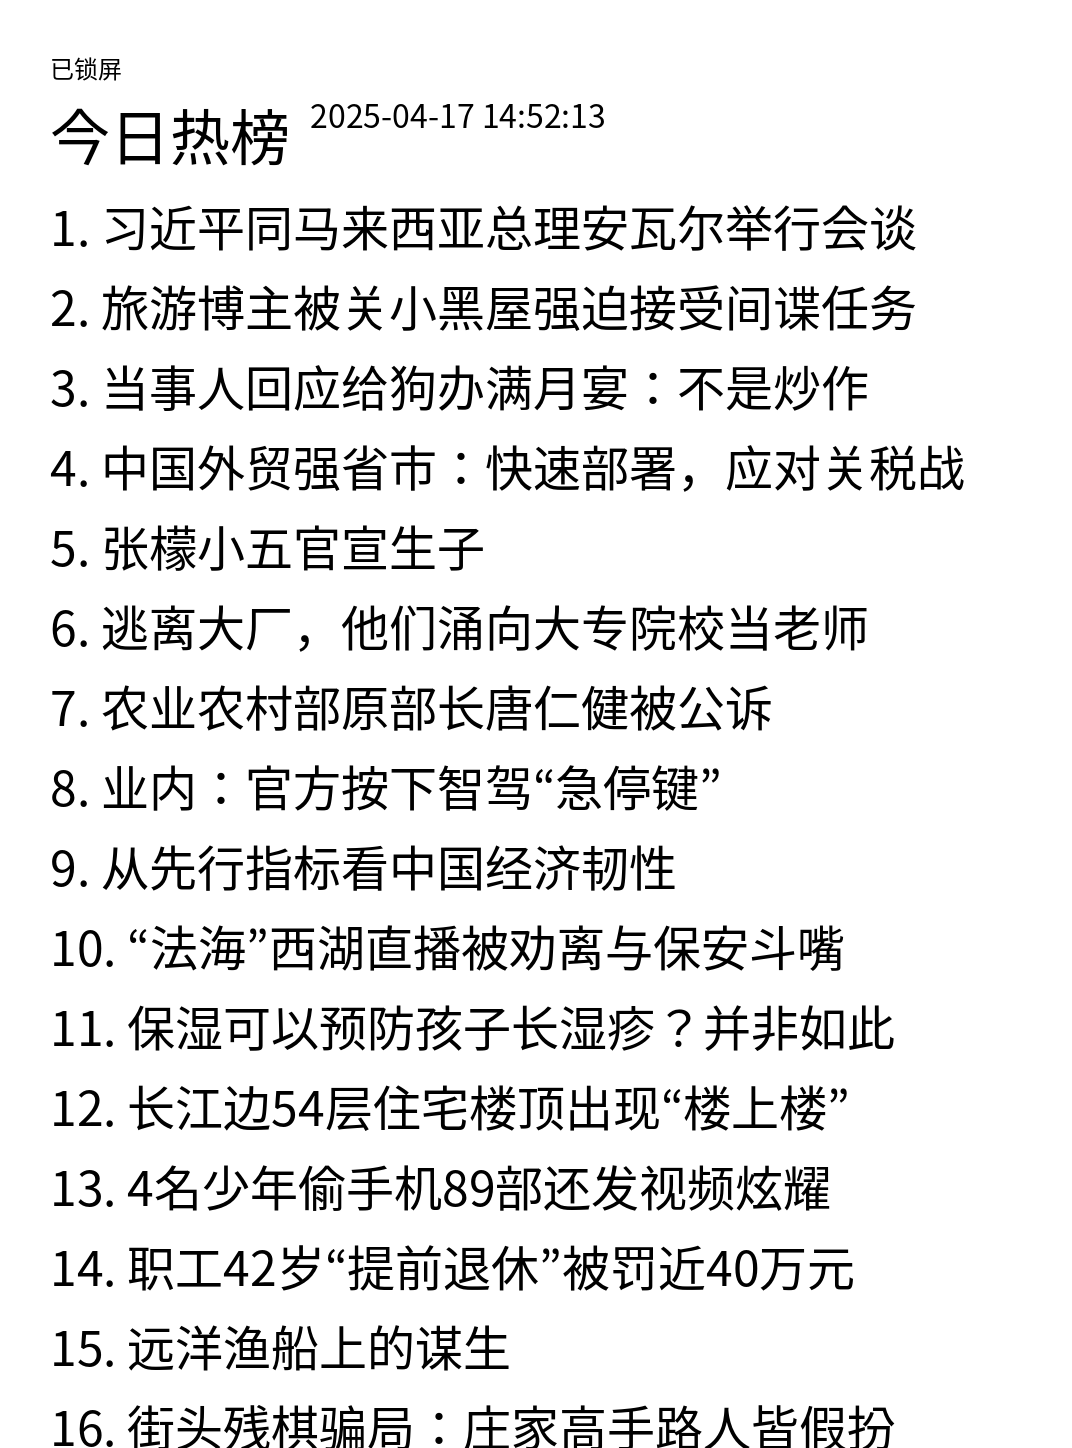 已锁屏
今日热榜 2025-04-17 14:52:13
1. 习近平同马来西亚总理安瓦尔举行会谈
2. 旅游博主被关小黑屋强迫接受间谍任务
3. 当事人回应给狗办满月宴：不是炒作
4. 中国外贸强省市：快速部署，应对关税战
5. 张檬小五官宣生子
6. 逃离大厂，他们涌向大专院校当老师
7. 农业农村部原部长唐仁健被公诉
8. 业内：官方按下智驾“急停键”
9. 从先行指标看中国经济韧性
10. “法海”西湖直播被劝离与保安斗嘴
11. 保湿可以预防孩子长湿疹？并非如此
12. 长江边54层住宅楼顶出现“楼上楼”
13. 4名少年偷手机89部还发视频炫耀
14. 职工42岁“提前退休”被罚近40万元
15. 远洋渔船上的谋生
16. 街头残棋骗局：庄家高手路人皆假扮